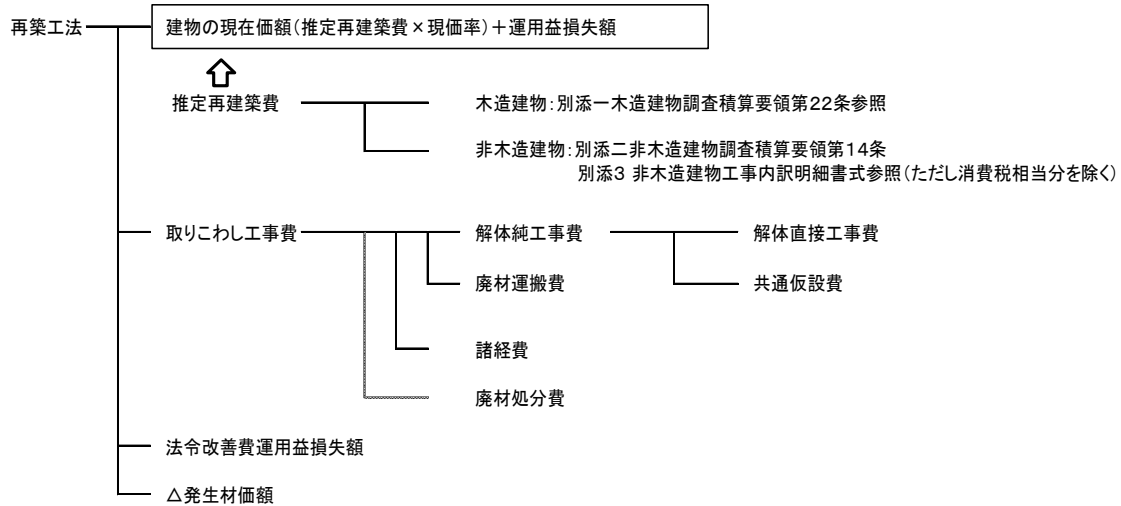 再築工法
建物の現在価額(推定再建築費×現価率)＋運用益損失額
推定再建築費
木造建物：別添一木造建物調査積算要領第22条参照
非木造建物：別添二非木造建物調査積算要領第14条
別添3 非木造建物工事内訳明細書式参照(ただし消費税相当分を除く)
取りこわし工事費
解体純工事費
解体直接工事費
廃材運搬費
共通仮設費
諸経費
廃材処分費
法令改善費運用益損失額
△発生材価額